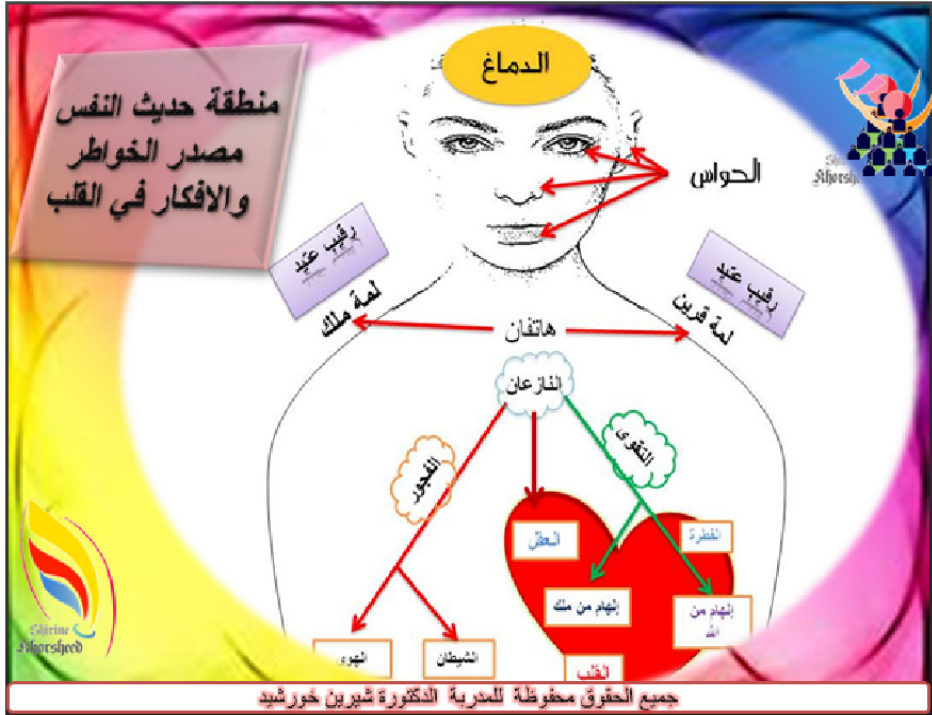 الدماغ
منطقة حديث النفس
مصدر الخواطر
والافكار في القلب
الحواس
Shirine
Khorsheed
رقيب عتيد
لمة ملك
رقيب عتيد
لمة قرين
هاتفان
النازعان
الفجور
التقوى
العقل
الفطرة
إلهام من ملك
إلهام من
الله
الهوى
الشيطان
القلب
Shirine
Khorsheed
جميع الحقوق محفوظة للمدربة الدكتورة شيرين خورشيد